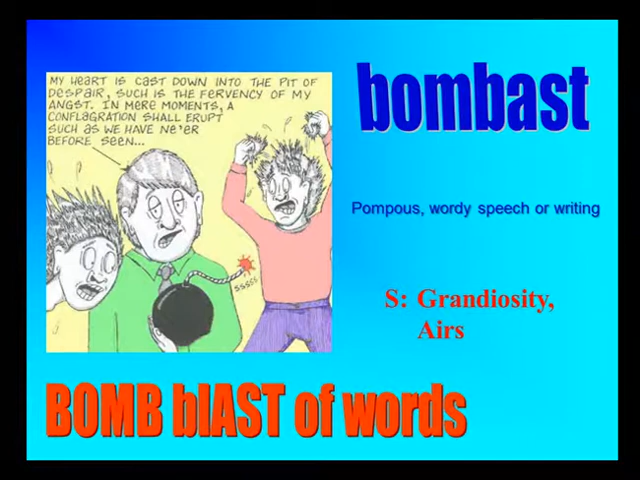 MY HEART IS CAST DOWN INTO THE PIT OF
DESPAIR, SUCH IS THE FERVENCY OF MY
ANGST. IN MERE MOMENTS, A
CONFLAGRATION SHALL ERUPT
SUCH AS WE HAVE NE'ER
BEFORE SEEN...
bombast
Pompous, wordy speech or writing
SSSSS
S: Grandiosity,
Airs
BOMB blAST of words